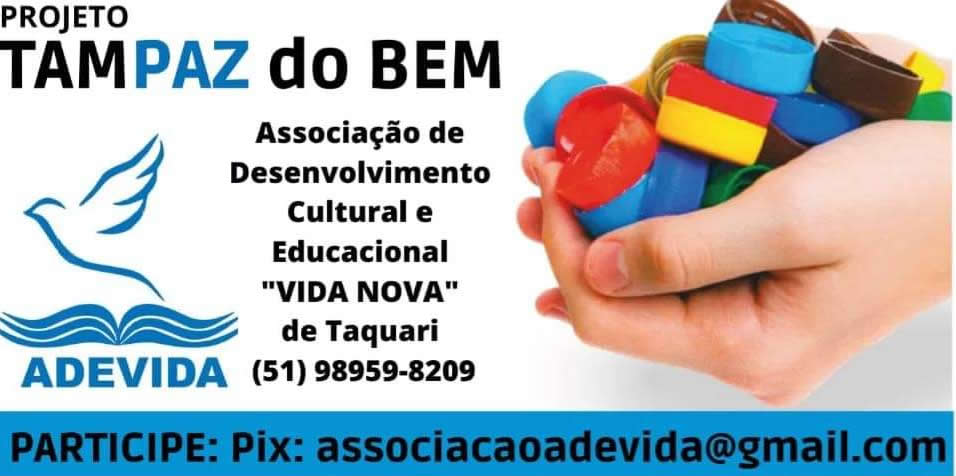 PROJETO
TAMPAZ do BEM
Associação de
Desenvolvimento
Cultural e
Educacional
"VIDA NOVA"
de Taquari
(51) 98959-8209
ADEVIDA
PARTICIPE: Pix: associacaoadevida@gmail.com